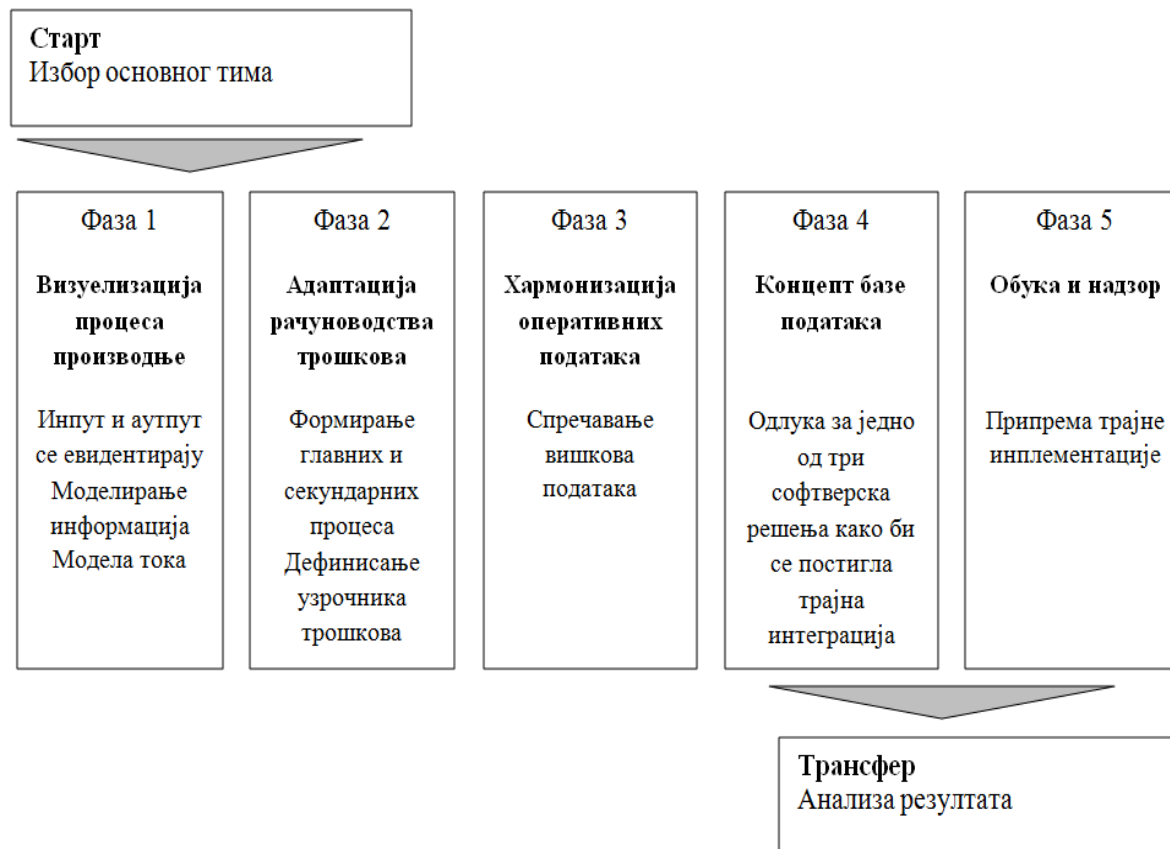 Старт
Избор основног тима
Фаза 1
Визуелизација
процеса
производње
Инпут и аутпут
се евидентирају
Моделирање
информација
Модела тока
Фаза 2
Адаптација
рачуноводства
трошкова
Формирање
главних и
секундарних
процеса
Дефинисање
узрочника
трошкова
Фаза 3
Хармонизација
оперативних
података
Спречавање
вишкова
података
Фаза 4
Концепт базе
података
Одлука за једно
од три
софтверска
решења како би
се постигла
трајна
интеграција
Фаза 5
Обука и надзор
Припрема трајне
инплементације
Трансфер
Анализа резултата